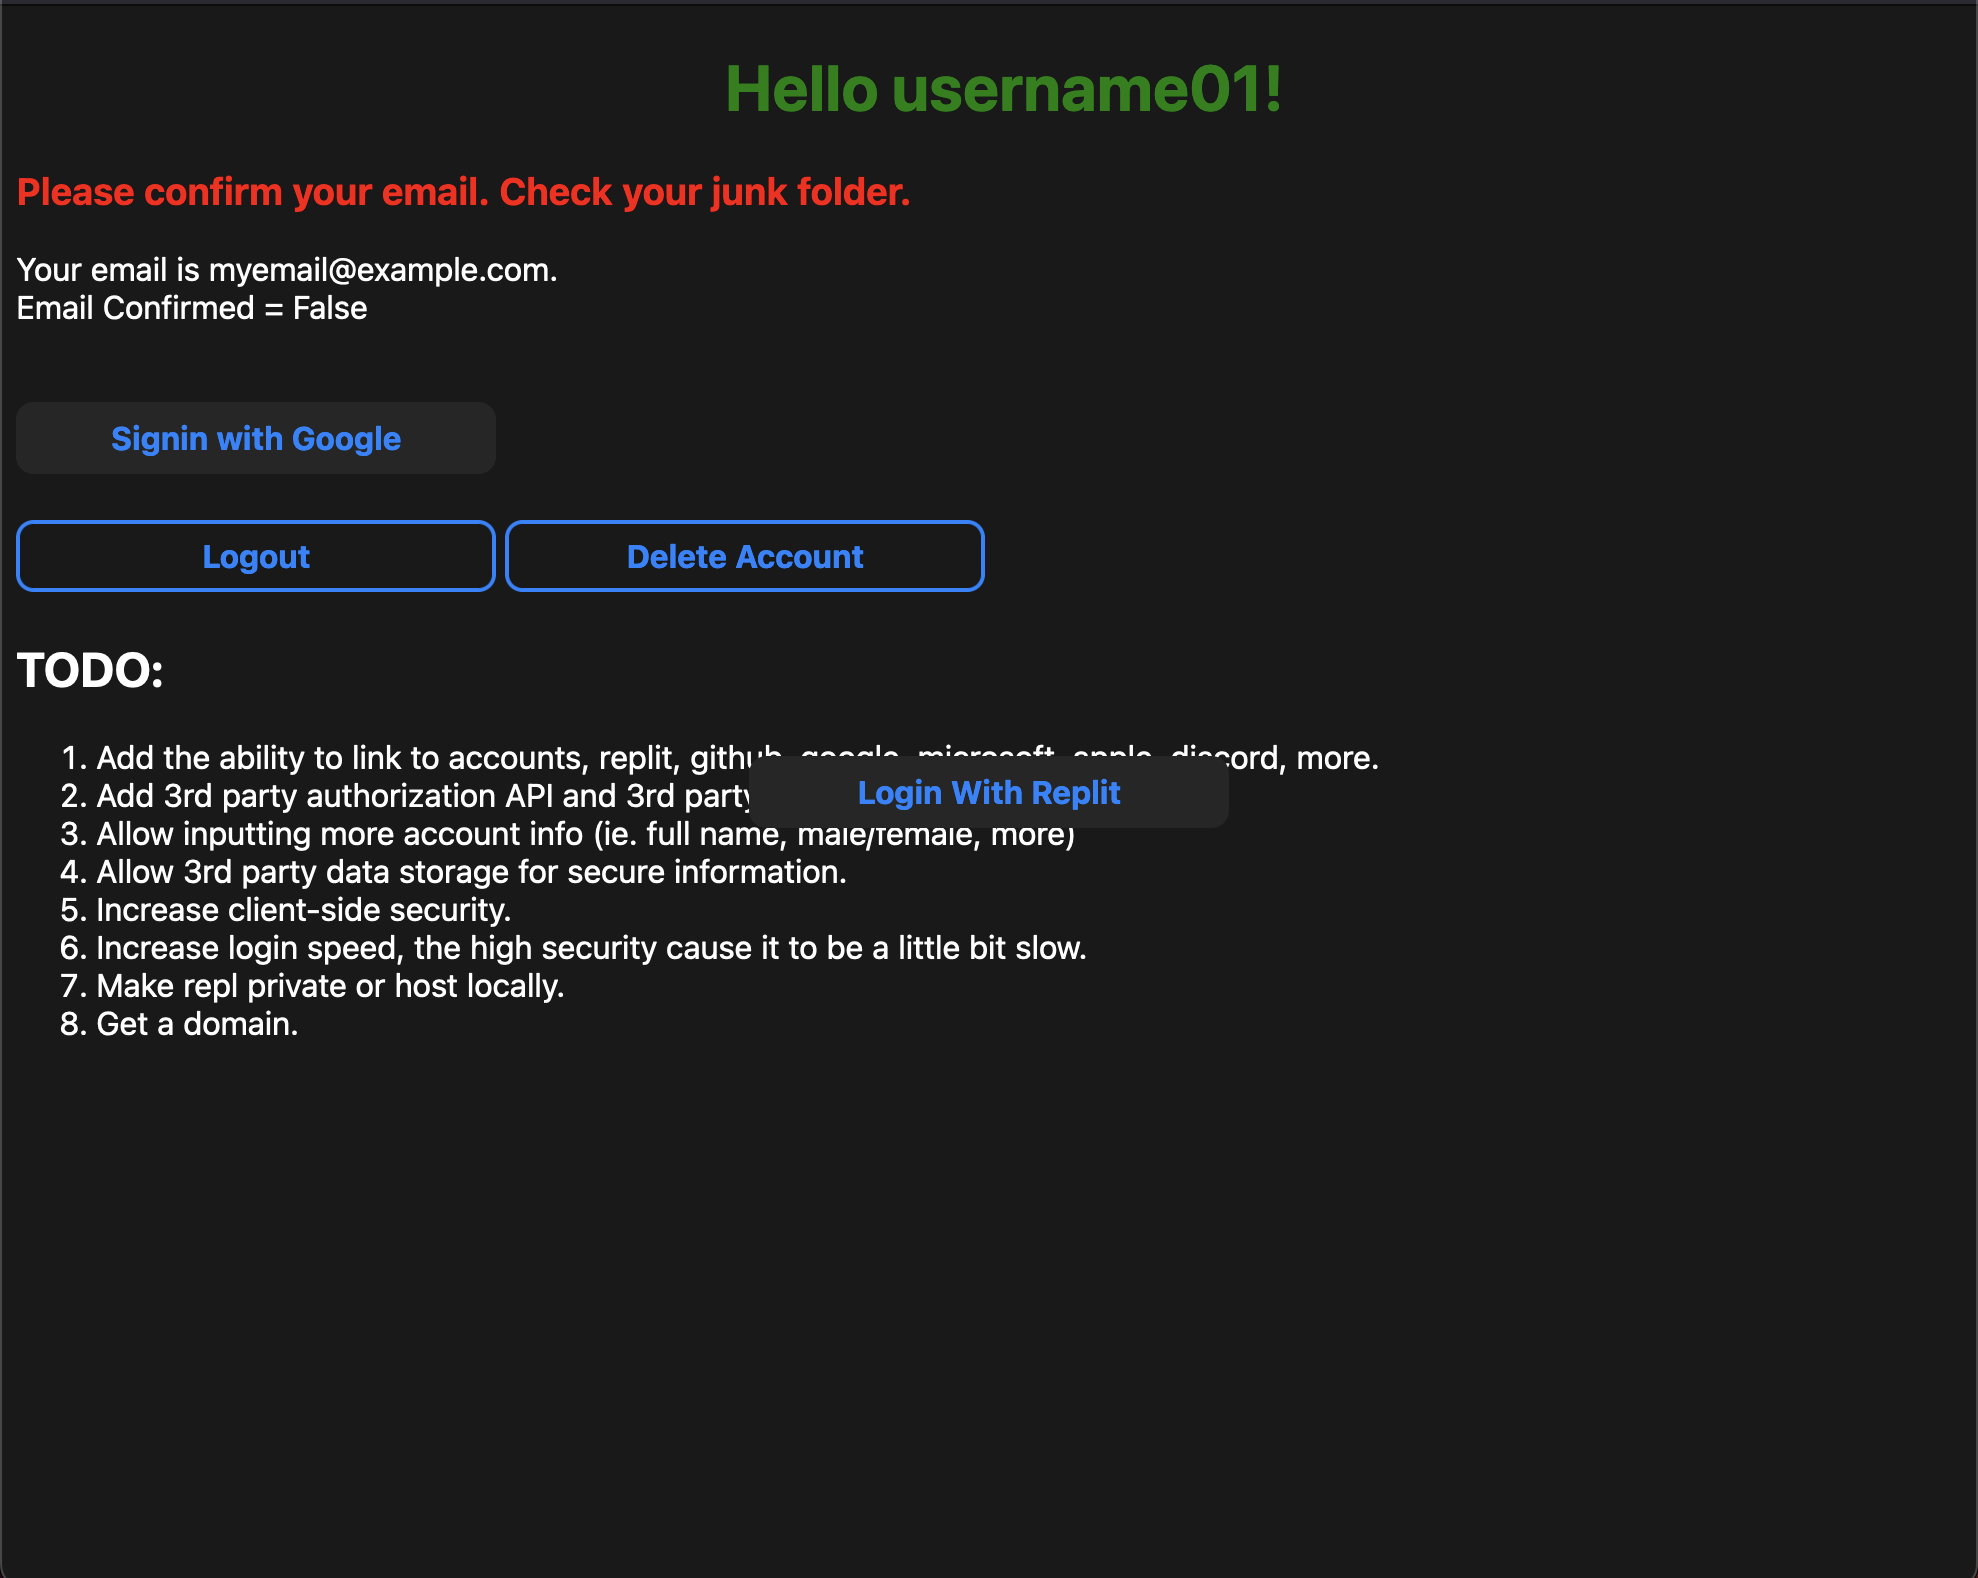 Hello username01!
Please confirm your email. Check your junk folder.
Your email is myemail@example.com.
Email Confirmed = False
Signin with Google
Logout
Delete Account
TODO:
1. Add the ability to link to accounts, replit, github, google, microsoft, apple, discord, more.
2. Add 3rd party authorization API and 3rd party
Login With Replit
3. Allow inputting more account info (ie. full name, male/female, more)
4. Allow 3rd party data storage for secure information.
5. Increase client-side security.
6. Increase login speed, the high security cause it to be a little bit slow.
7. Make repl private or host locally.
8. Get a domain.